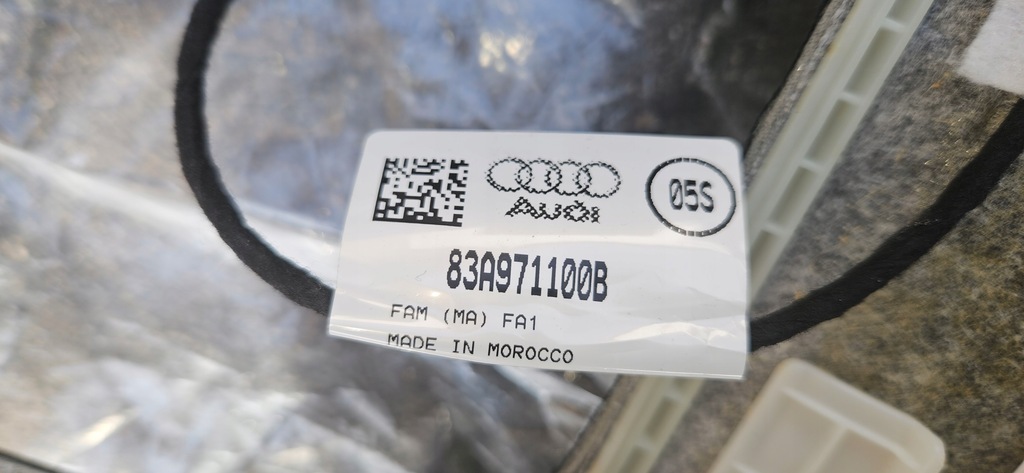 Audi
05S
83A971100B
FAM (MA) FA1
MADE IN MOROCCO